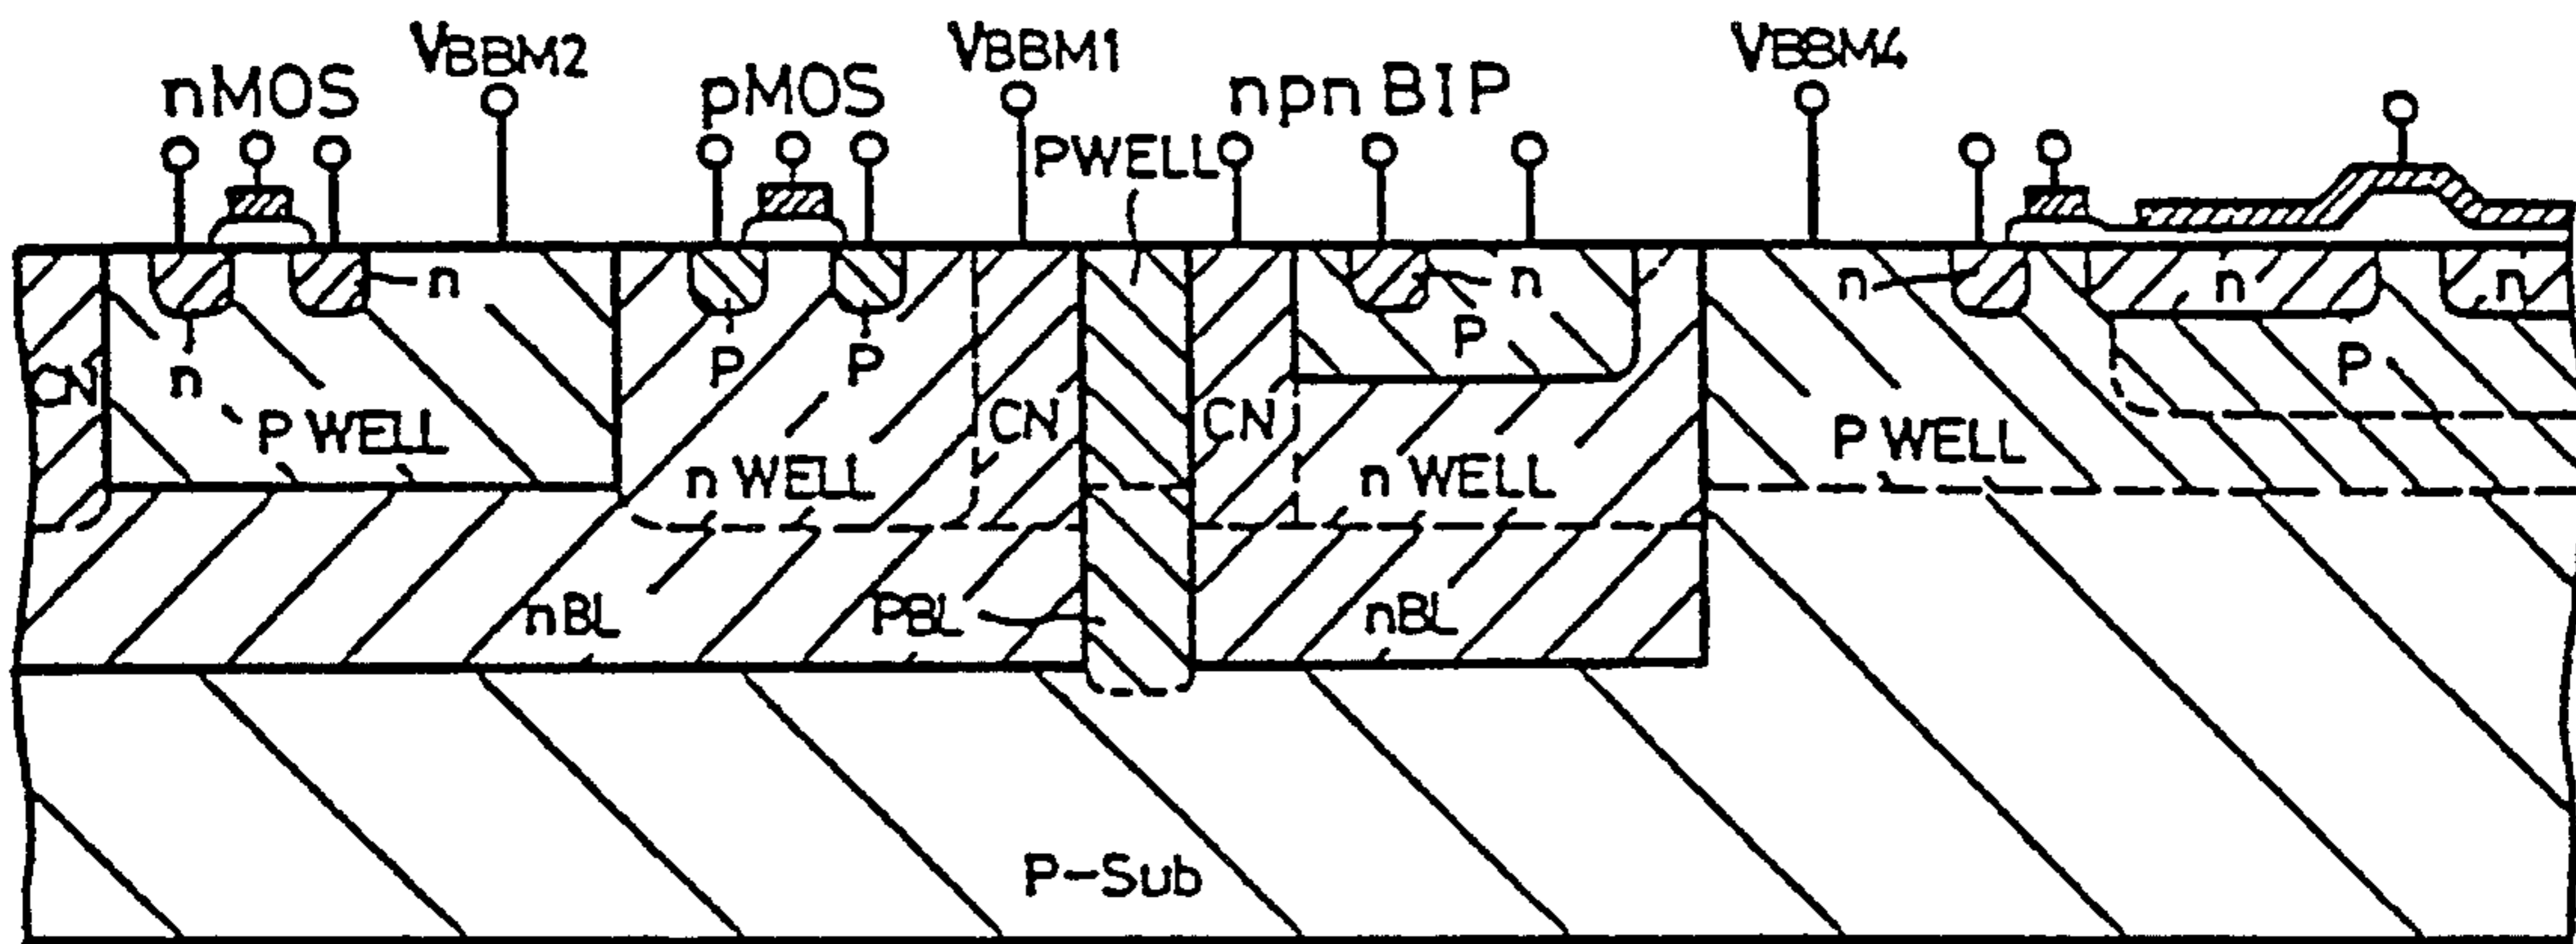 VBBM2
VBBM1
VBBM4
nMOS
pMOS
npn BIP
PWELL
n
n
n
n
n
P
P
P
P
n
CN
P WELL
CN
CN
P WELL
n WELL
n WELL
nBL
PBL
nBL
P-Sub